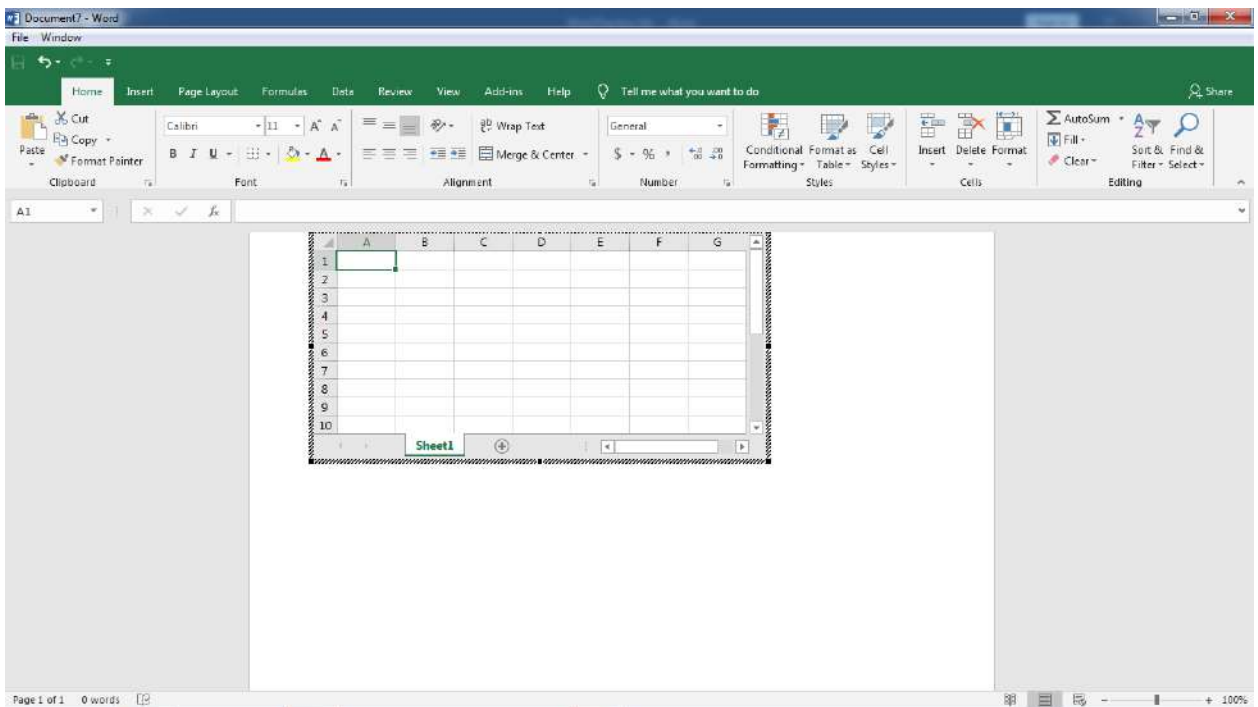 Document7 - Word
File Window
Home Insert Page Layout Formulas Data Review View Add-ins Help Tell me what you want to do Share
Paste Cut Copy Format Painter
Clipboard
Calibri 11 A A
B I U A
Font
Wrap Text
Merge & Center
Alignment
General
$ % ,
Number
Conditional Formatting Format as Table Cell Styles
Styles
Insert Delete Format
Cells
AutoSum
Fill
Clear
Sort & Filter Find & Select
Editing
A1 fx
A B C D E F G
1
2
3
4
5
6
7
8
9
10
Sheet1
Page 1 of 1 0 words 100%